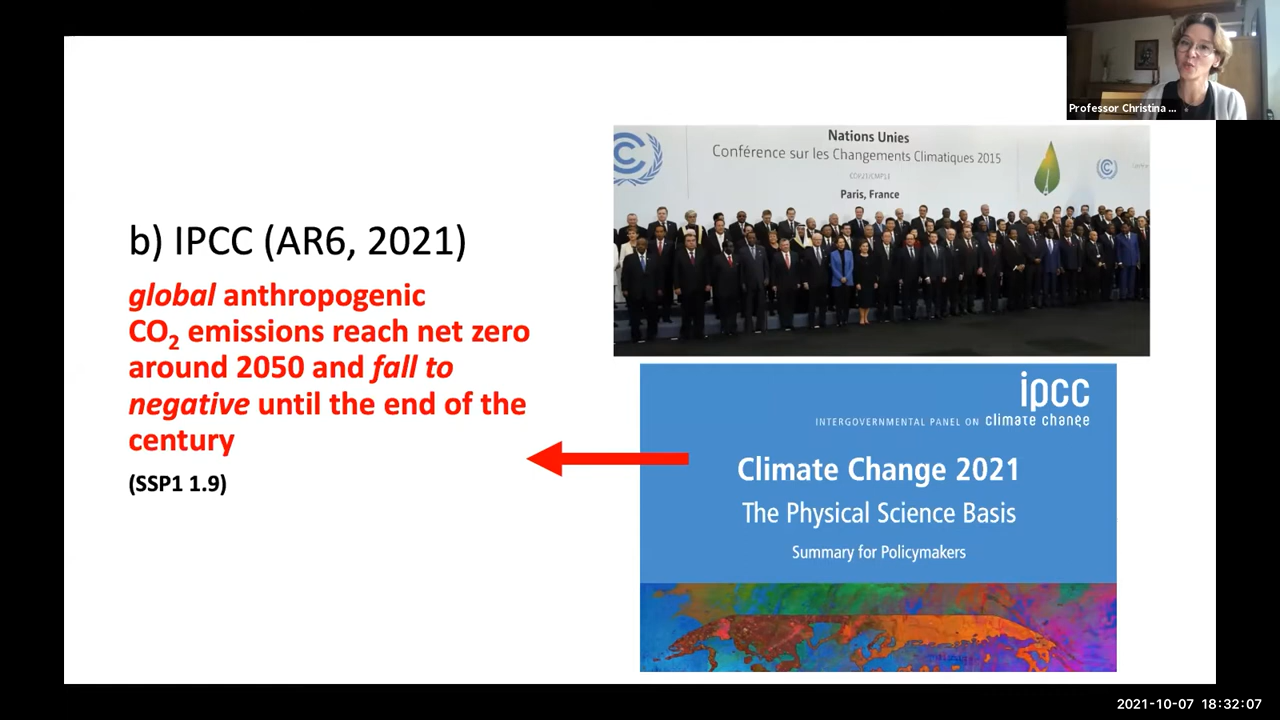 Professor Christina ...
Nations Unies
Conférence sur les Changements Climatiques 2015
COP21/CMP11
Paris, France
b) IPCC (AR6, 2021)
global anthropogenic
CO₂ emissions reach net zero
around 2050 and fall to
negative until the end of the
century
(SSP1 1.9)
ipcc
INTERGOVERNMENTAL PANEL ON climate change
Climate Change 2021
The Physical Science Basis
Summary for Policymakers
2021-10-07 18:32:07